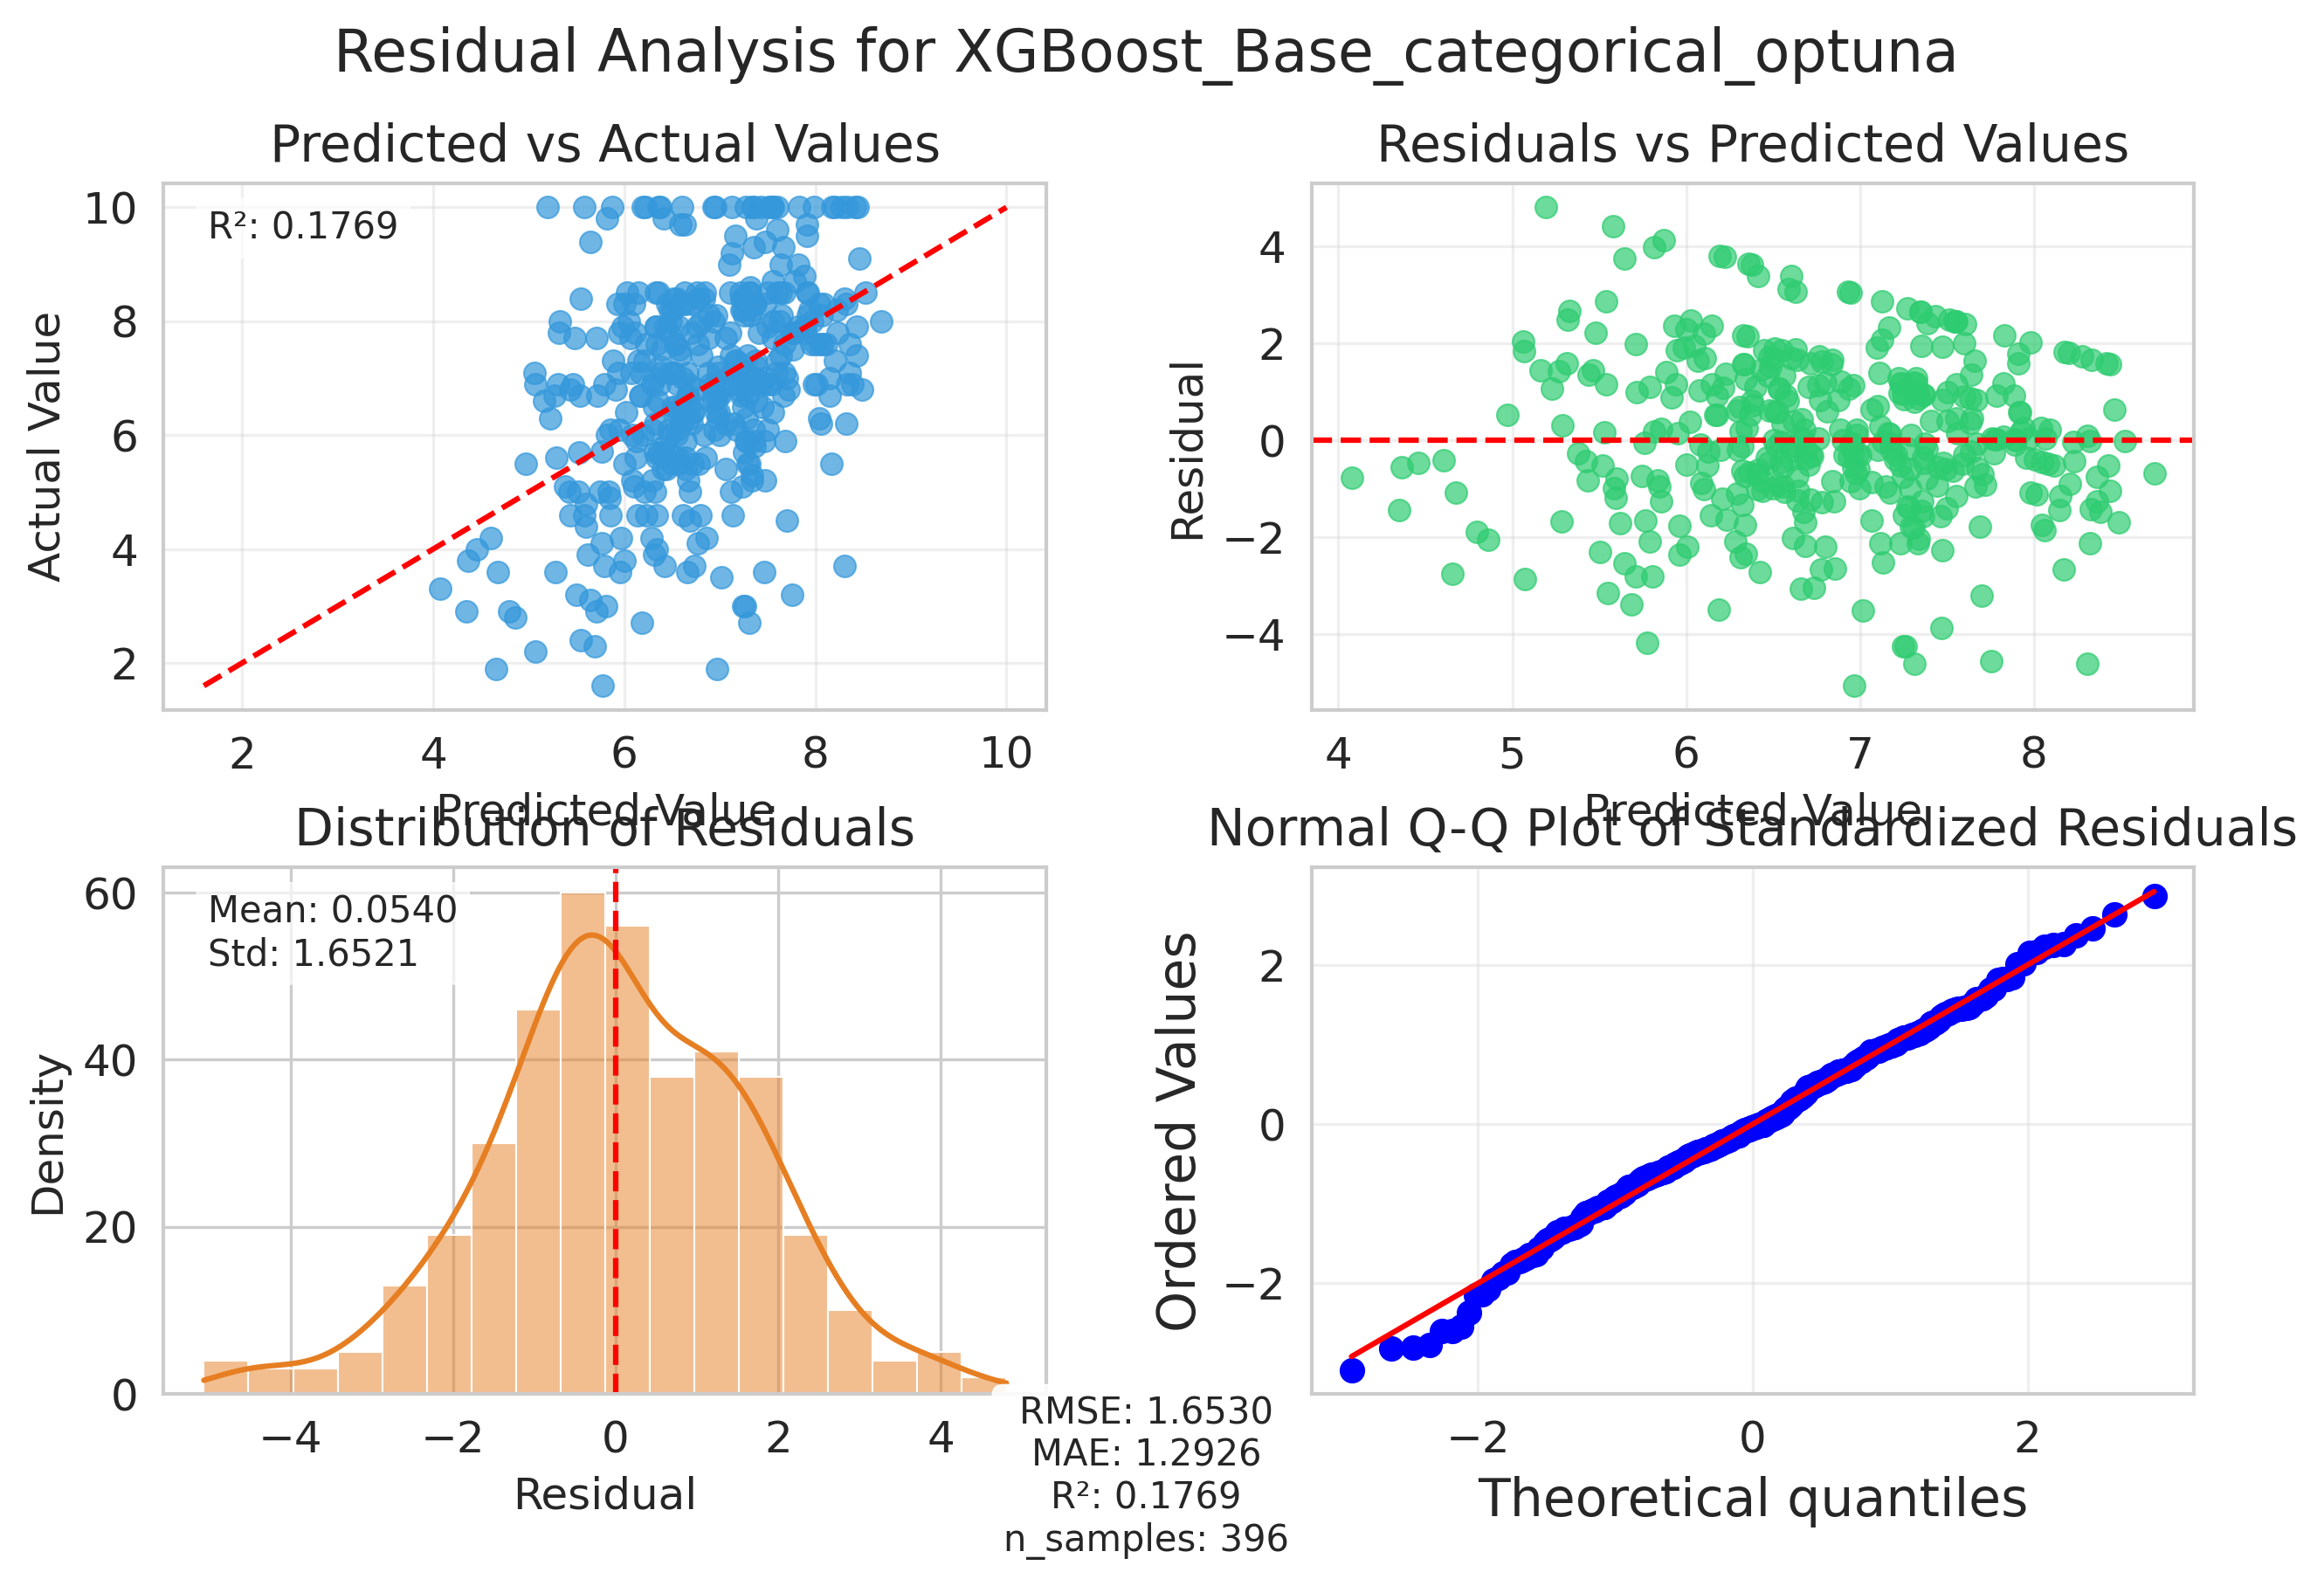 Residual Analysis for XGBoost_Base_categorical_optuna
Predicted vs Actual Values
R²: 0.1769
Actual Value
10
8
6
4
2
2
4
6
8
10
Predicted Value
Residuals vs Predicted Values
Residual
4
2
0
−2
−4
4
5
6
7
8
Predicted Value
Distribution of Residuals
Mean: 0.0540
Std: 1.6521
Density
60
40
20
0
−4
−2
0
2
4
Residual
Normal Q-Q Plot of Standardized Residuals
Ordered Values
2
0
−2
−2
0
2
Theoretical quantiles
RMSE: 1.6530
MAE: 1.2926
R²: 0.1769
n_samples: 396